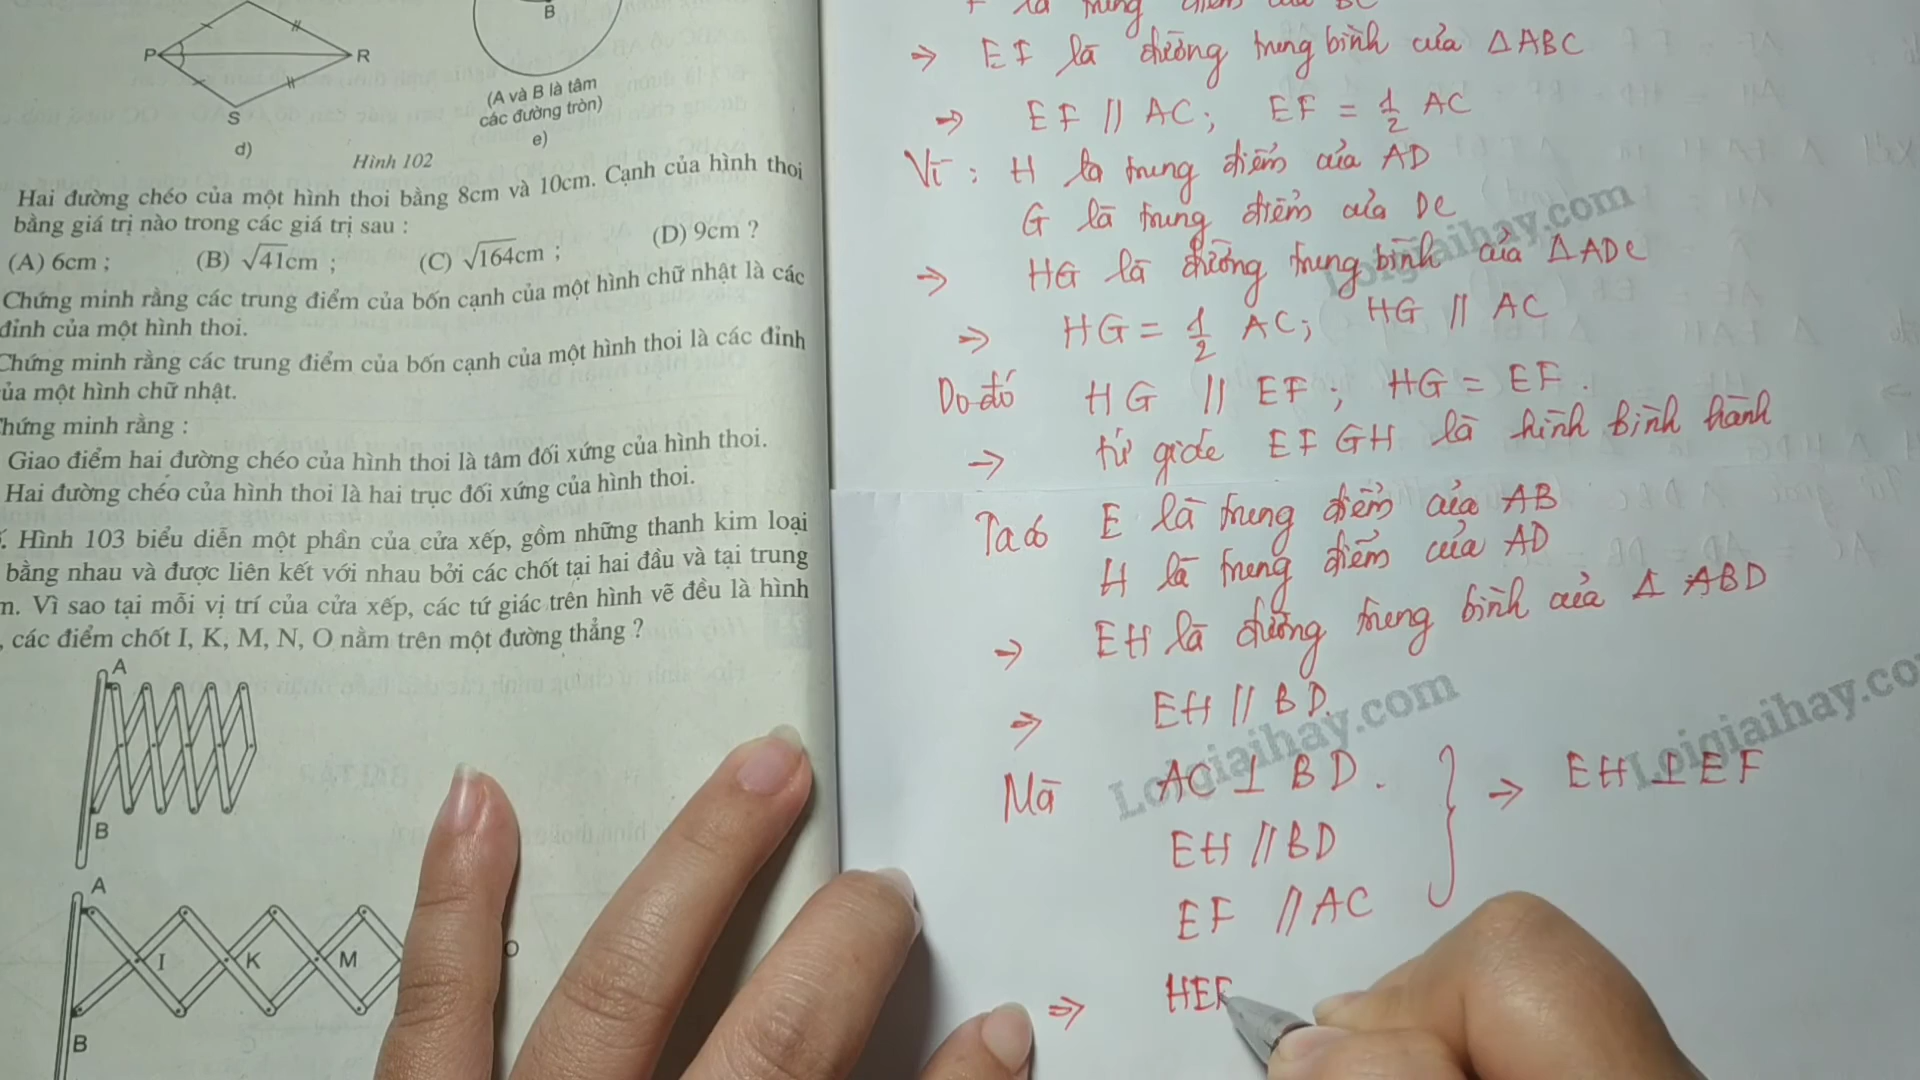 P
R
S
d)
B
(A và B là tâm
các đường tròn)
e)
Hình 102
Hai đường chéo của một hình thoi bằng 8cm và 10cm. Cạnh của hình thoi
bằng giá trị nào trong các giá trị sau :
(A) 6cm ; (B) √41cm ; (C) √164cm ; (D) 9cm ?
Chứng minh rằng các trung điểm của bốn cạnh của một hình chữ nhật là các
đỉnh của một hình thoi.
Chứng minh rằng các trung điểm của bốn cạnh của một hình thoi là các đỉnh
ủa một hình chữ nhật.
hứng minh rằng :
Giao điểm hai đường chéo của hình thoi là tâm đối xứng của hình thoi.
Hai đường chéo của hình thoi là hai trục đối xứng của hình thoi.
. Hình 103 biểu diễn một phần của cửa xếp, gồm những thanh kim loại
bằng nhau và được liên kết với nhau bởi các chốt tại hai đầu và tại trung
m. Vì sao tại mỗi vị trí của cửa xếp, các tứ giác trên hình vẽ đều là hình
, các điểm chốt I, K, M, N, O nằm trên một đường thẳng ?
A
B
A
I
K
M
O
B
F là trung điểm của BC
⇒ EF là đường trung bình của Δ ABC
⇒ EF // AC; EF = 1/2 AC
Vì : H là trung điểm của AD
G là trung điểm của DC
⇒ HG là đường trung bình của Δ ADC
⇒ HG = 1/2 AC; HG // AC
Do đó HG // EF ; HG = EF.
⇒ tứ giác EFGH là hình bình hành
Ta có E là trung điểm của AB
H là trung điểm của AD
⇒ EH là đường trung bình của Δ ABD
⇒ EH // BD.
Mà AC ⊥ BD. } ⇒ EH ⊥ EF
EH // BD
EF // AC
⇒ HEF
Loigiaihay.com
Loigiaihay.com
Loigiaihay.co